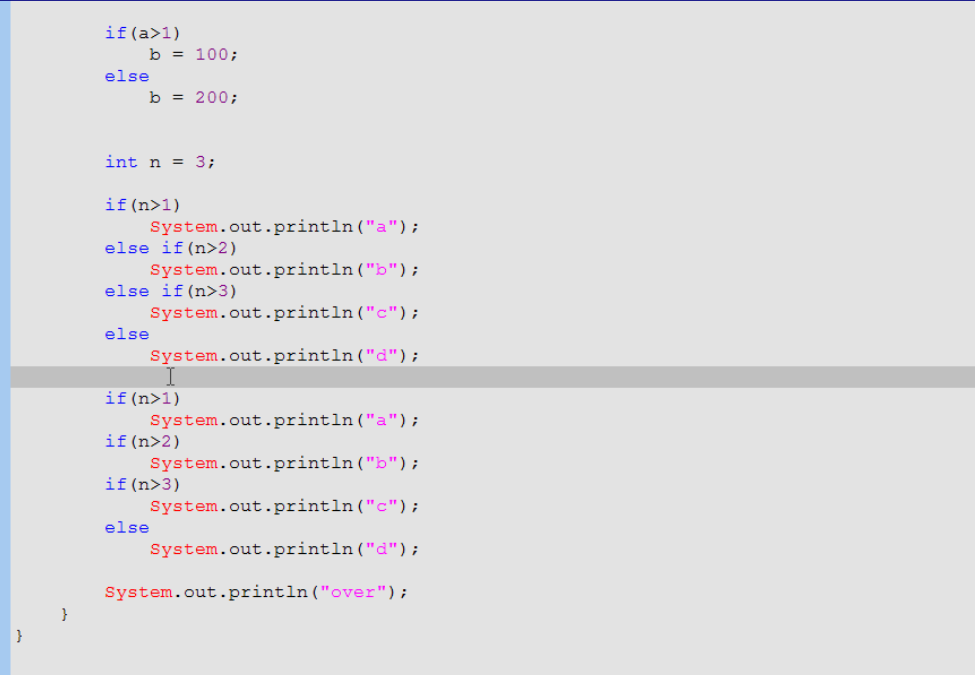 if(a>1)
b = 100;
else
b = 200;
int n = 3;
if(n>1)
System.out.println("a");
else if(n>2)
System.out.println("b");
else if(n>3)
System.out.println("c");
else
System.out.println("d");
if(n>1)
System.out.println("a");
if(n>2)
System.out.println("b");
if(n>3)
System.out.println("c");
else
System.out.println("d");
System.out.println("over");
}
}